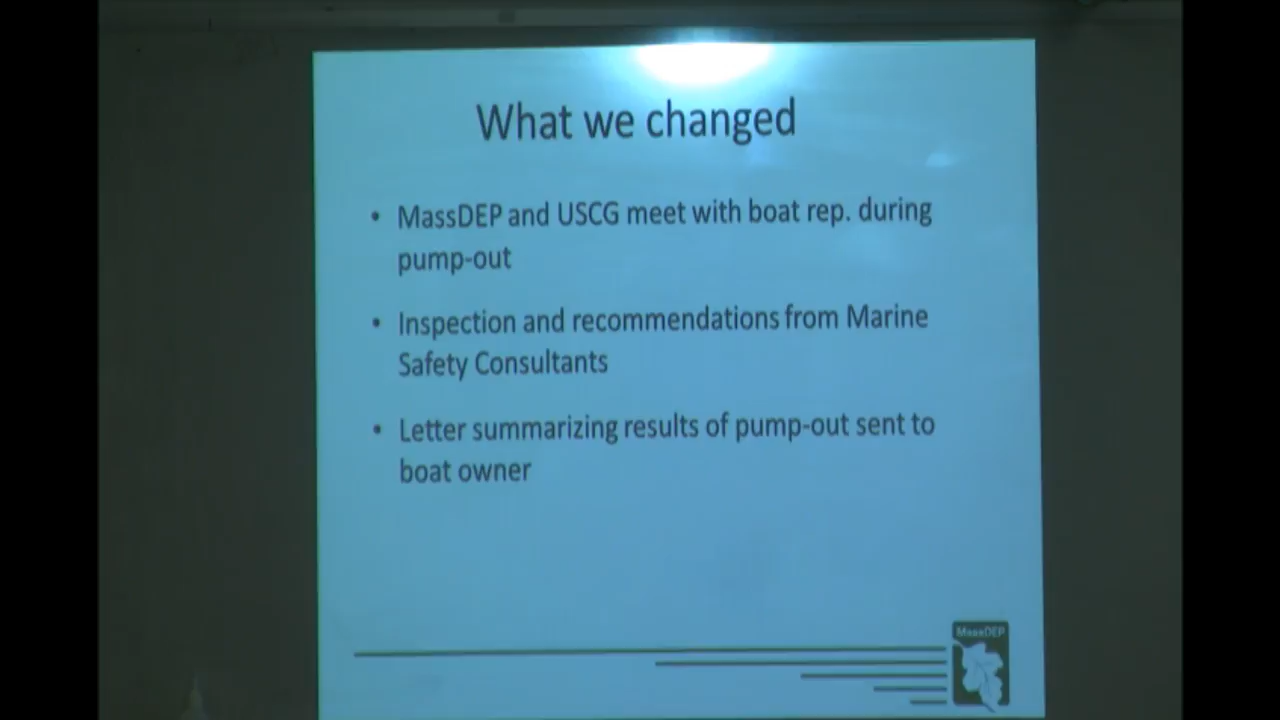 What we changed
• MassDEP and USCG meet with boat rep. during
pump-out
• Inspection and recommendations from Marine
Safety Consultants
• Letter summarizing results of pump-out sent to
boat owner
MassDEP